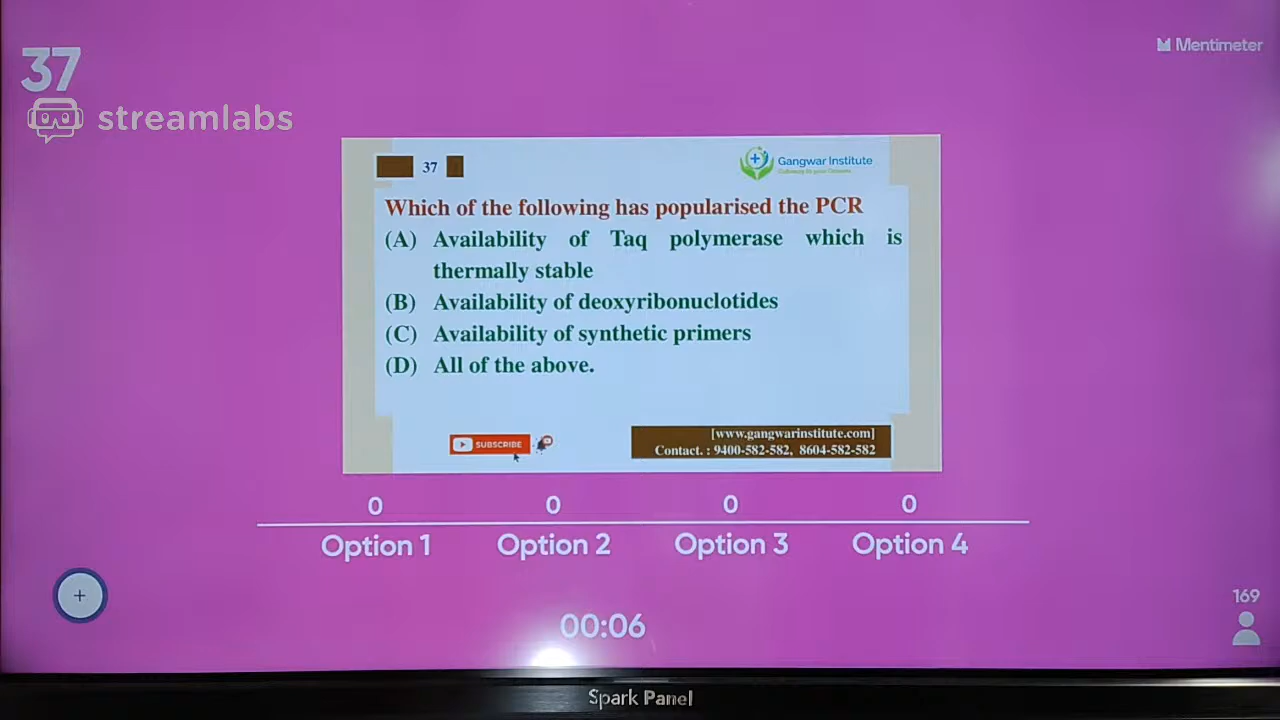 37
Mentimeter
streamlabs
37
Gangwar Institute
Which of the following has popularised the PCR
(A) Availability of Taq polymerase which is
thermally stable
(B) Availability of deoxyribonuclotides
(C) Availability of synthetic primers
(D) All of the above.
SUBSCRIBE
[www.gangwarinstitute.com]
Contact. : 9400-582-582, 8604-582-582
0 0 0 0
Option 1 Option 2 Option 3 Option 4
+
00:06
169
Spark Panel